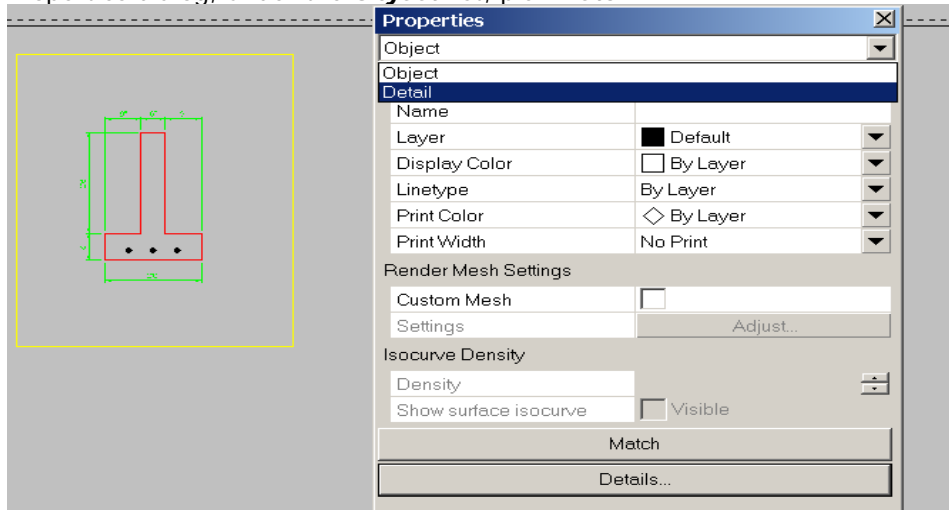 Properties
Object
Object
Detail
Name
Layer Default
Display Color By Layer
Linetype By Layer
Print Color By Layer
Print Width No Print
Render Mesh Settings
Custom Mesh
Settings Adjust...
Isocurve Density
Density
Show surface isocurve Visible
Match
Details...